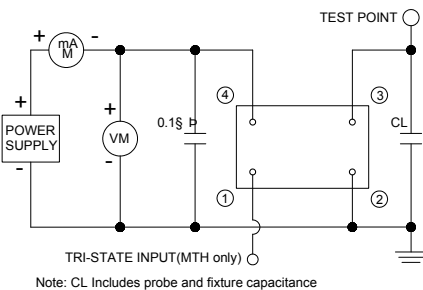 TEST POINT
+
-
mA
M
+
+
4
3
POWER
SUPPLY
VM
0.1§ Þ
CL
-
-
1
2
TRI-STATE INPUT(MTH only)
Note: CL Includes probe and fixture capacitance